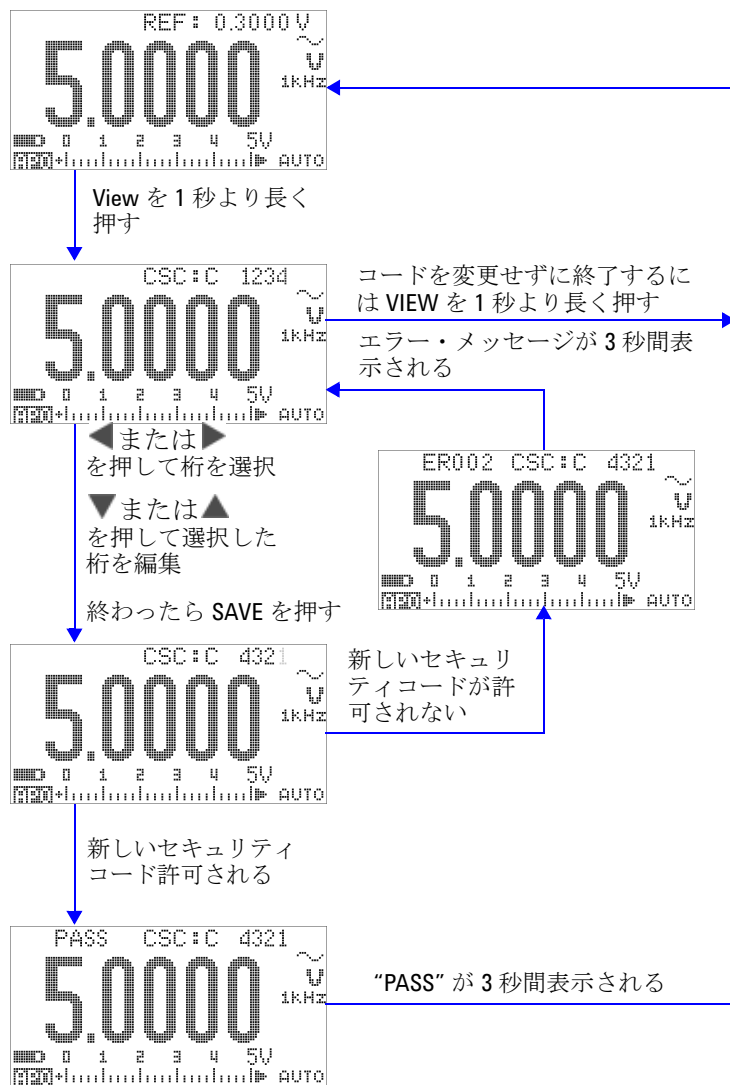 REF: 0.3000 V
5.0000 V
1kHz
0 1 2 3 4 5V
APO AUTO
View を 1 秒より長く
押す
CSC:C 1234
5.0000 V
1kHz
0 1 2 3 4 5V
APO AUTO
コードを変更せずに終了するに
は VIEW を 1 秒より長く押す
エラー・メッセージが 3 秒間表
示される
◀または▶
を押して桁を選択
▼または▲
を押して選択した
桁を編集
終わったら SAVE を押す
ER002 CSC:C 4321
5.0000 V
1kHz
0 1 2 3 4 5V
APO AUTO
CSC:C 4321
5.0000 V
1kHz
0 1 2 3 4 5V
APO AUTO
新しいセキュリ
ティコードが許
可されない
新しいセキュリティ
コード許可される
PASS CSC:C 4321
5.0000 V
1kHz
0 1 2 3 4 5V
APO AUTO
“PASS” が 3 秒間表示される